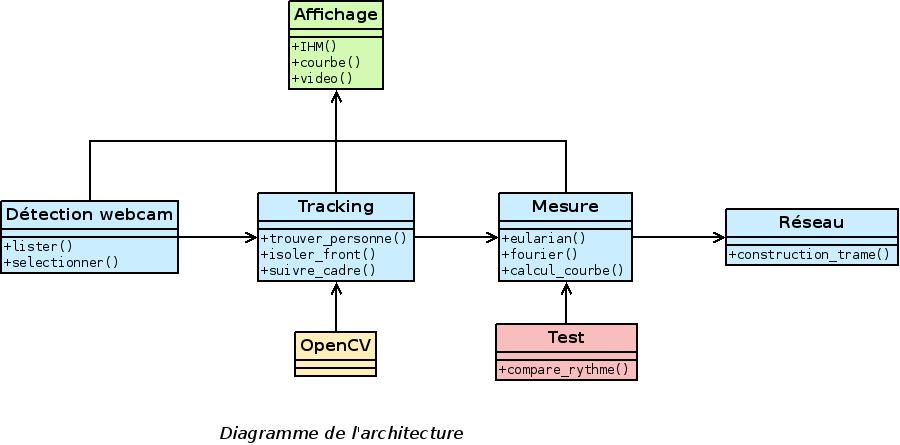 Affichage
+IHM()
+courbe()
+video()
Détection webcam
+lister()
+selectionner()
Tracking
+trouver_personne()
+isoler_front()
+suivre_cadre()
Mesure
+eularian()
+fourier()
+calcul_courbe()
Réseau
+construction_trame()
OpenCV
Test
+compare_rythme()
Diagramme de l'architecture